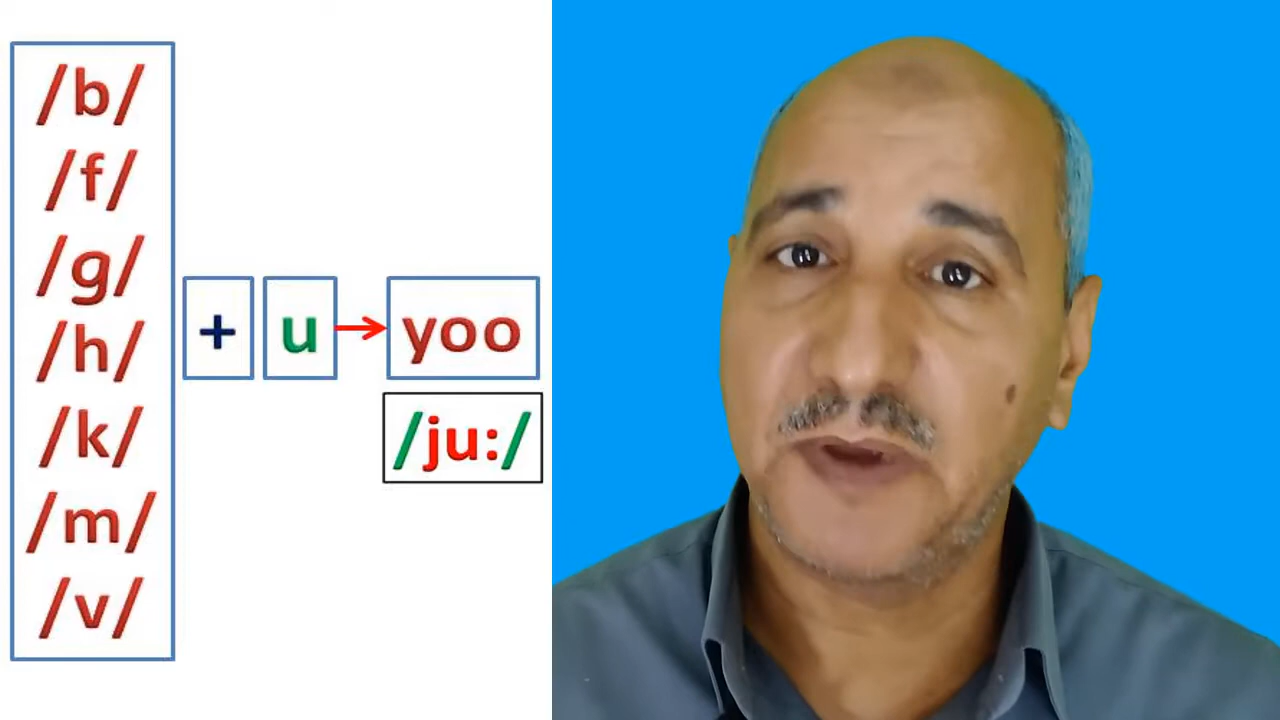 /b/
/f/
/g/
/h/
/k/
/m/
/v/
+ u → yoo
/ju:/